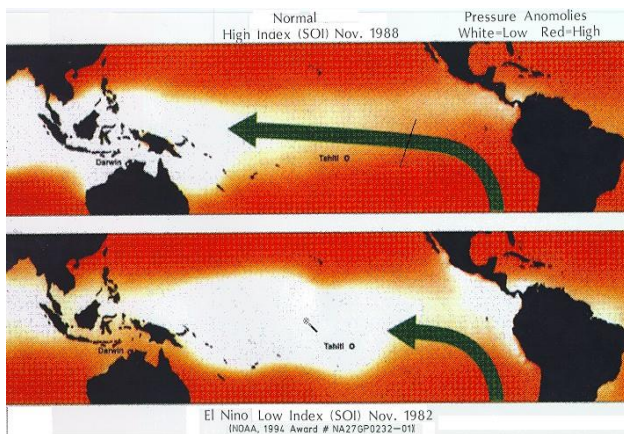 Normal
High Index (SOI) Nov. 1988
Pressure Anomolies
White=Low Red=High
Darwin
Tahiti
Tahiti
Darwin
El Nino Low Index (SOI) Nov. 1982
(NOAA, 1994 Award # NA27GP0232-01)